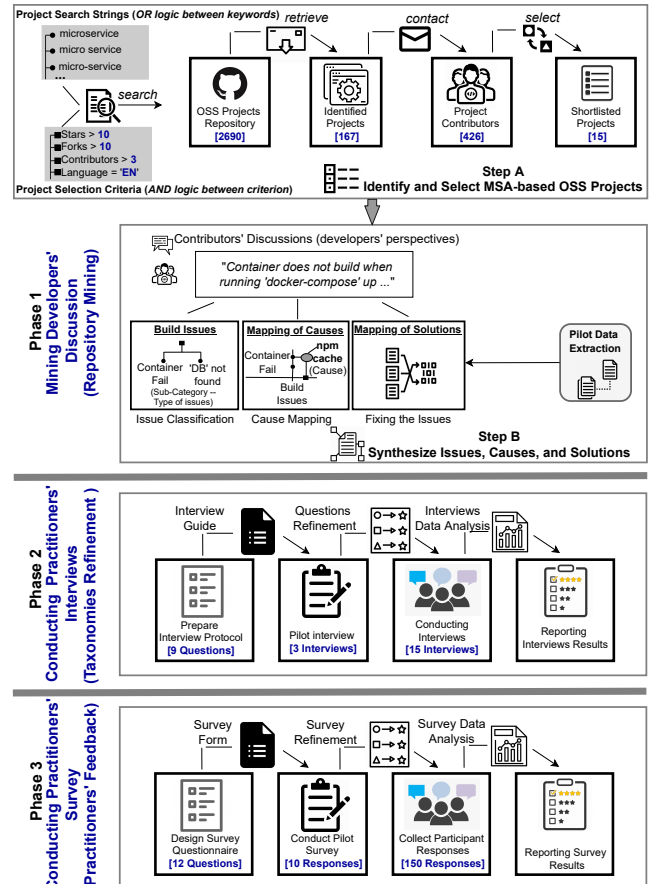 Project Search Strings (OR logic between keywords)
microservice
micro service
micro-service
...
search
Stars > 10
Forks > 10
Contributors > 3
Language = 'EN'
Project Selection Criteria (AND logic between criterion)
retrieve
contact
select
OSS Projects
Repository
[2690]
Identified
Projects
[167]
Project
Contributors
[426]
Shortlisted
Projects
[15]
Step A
Identify and Select MSA-based OSS Projects
Phase 1
Mining Developers'
Discussion
(Repository Mining)
Contributors' Discussions (developers' perspectives)
"Container does not build when
running 'docker-compose' up ..."
Build Issues
Container
Fail
'DB' not
found
(Sub-Category --
Type of issues)
Issue Classification
Mapping of Causes
Container
Fail
npm
cache
(Cause)
Build
Issues
Cause Mapping
Mapping of Solutions
Fixing the Issues
Pilot Data
Extraction
Step B
Synthesize Issues, Causes, and Solutions
Phase 2
Conducting Practitioners'
Interviews
(Taxonomies Refinement )
Interview
Guide
Questions
Refinement
Interviews
Data Analysis
Prepare
Interview Protocol
[9 Questions]
Pilot interview
[3 Interviews]
Conducting
Interviews
[15 Interviews]
Reporting
Interviews Results
Phase 3
Conducting Practitioners'
Survey
Practitioners' Feedback)
Survey
Form
Survey
Refinement
Survey Data
Analysis
Design Survey
Questionnaire
[12 Questions]
Conduct Pilot
Survey
[10 Responses]
Collect Participant
Responses
[150 Responses]
Reporting Survey
Results